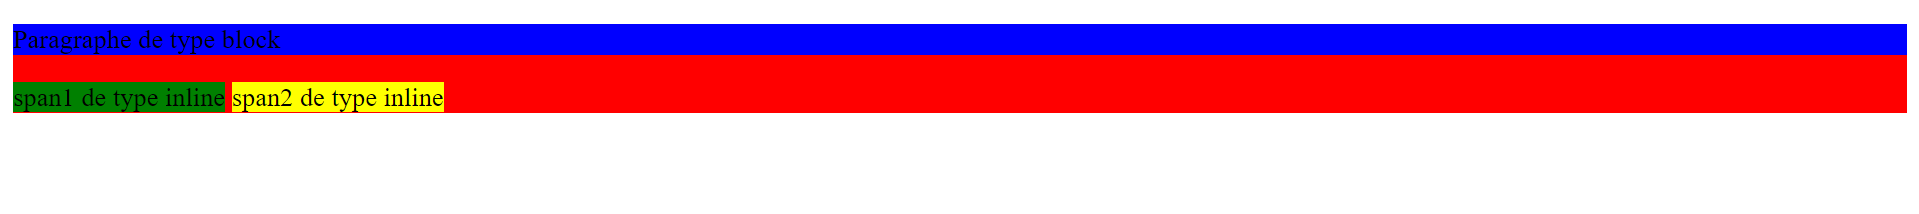 Paragraphe de type block
span1 de type inline span2 de type inline